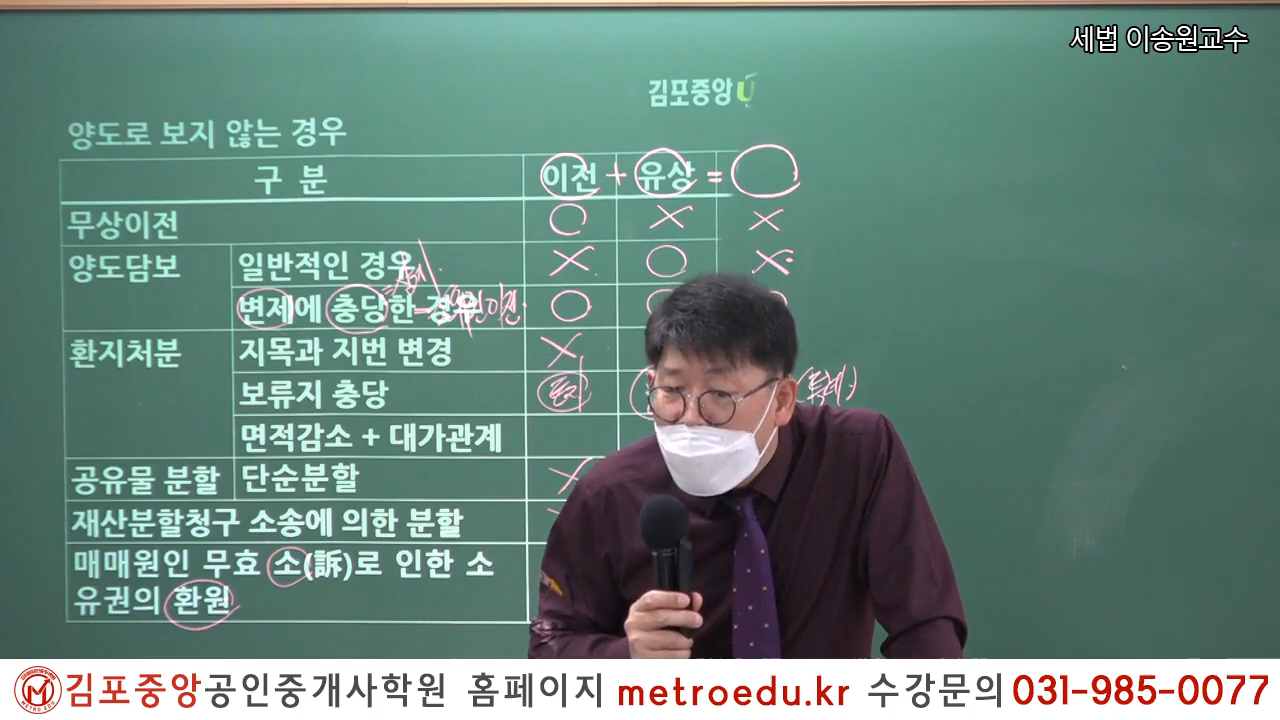 세법 이송원교수
김포중앙
양도로 보지 않는 경우
구 분 이전 + 유상 =
무상이전
양도담보 일반적인 경우
변제에 충당한 경우
환지처분 지목과 지번 변경
보류지 충당
면적감소 + 대가관계
공유물 분할 단순분할
재산분할청구 소송에 의한 분할
매매원인 무효 소(訴)로 인한 소
유권의 환원
METRO EDU
김포중앙공인중개사학원 홈페이지 metroedu.kr 수강문의 031-985-0077